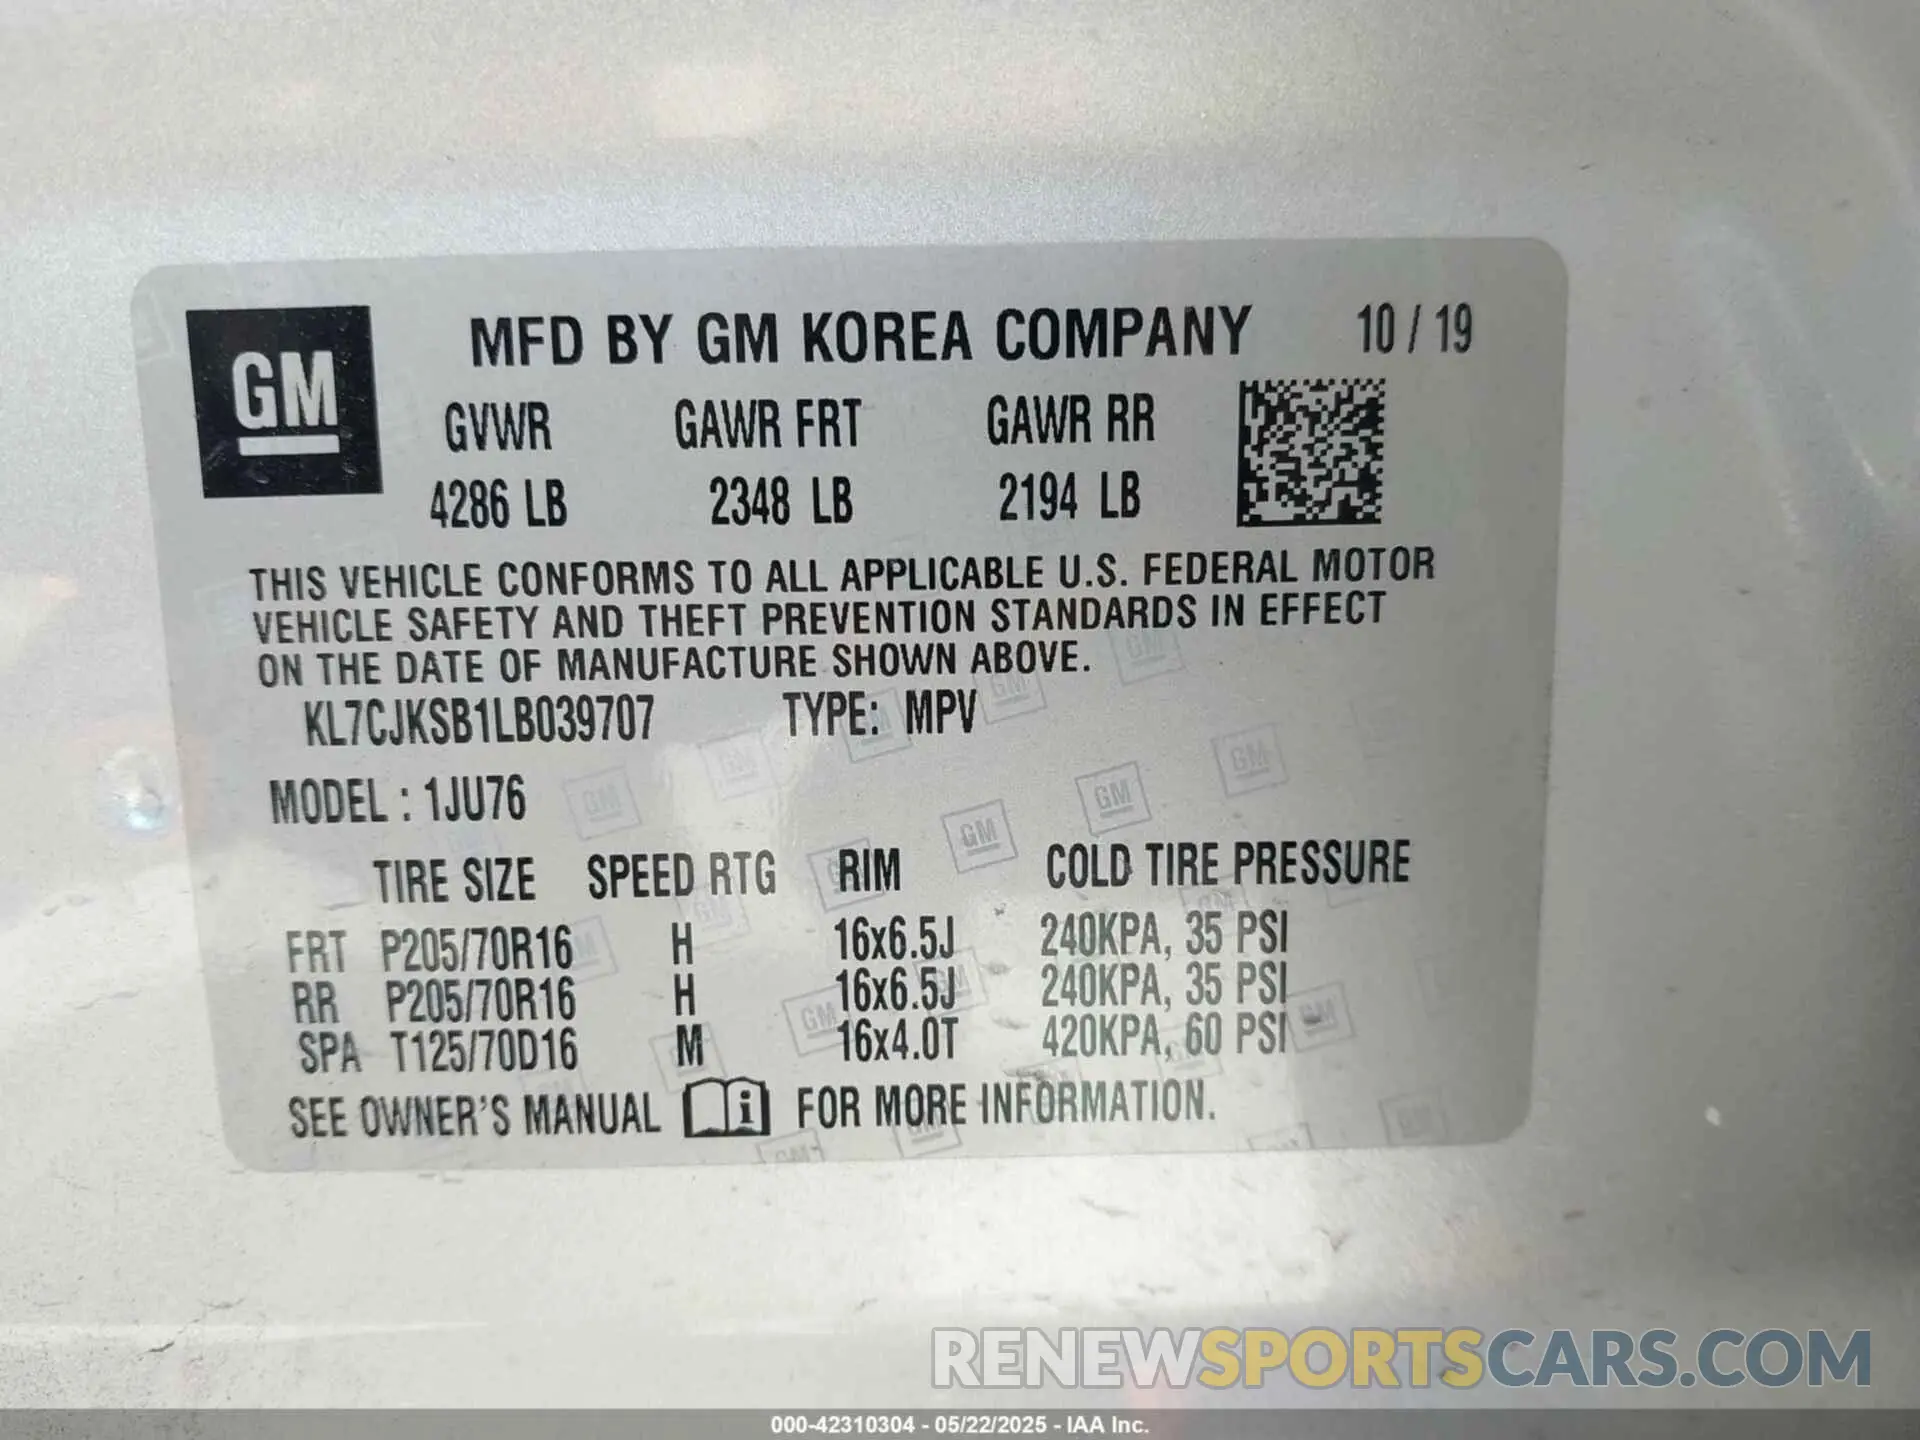 GM
MFD BY GM KOREA COMPANY 10 / 19
GVWR GAWR FRT GAWR RR
4286 LB 2348 LB 2194 LB
THIS VEHICLE CONFORMS TO ALL APPLICABLE U.S. FEDERAL MOTOR
VEHICLE SAFETY AND THEFT PREVENTION STANDARDS IN EFFECT
ON THE DATE OF MANUFACTURE SHOWN ABOVE.
KL7CJKSB1LB039707 TYPE: MPV
MODEL : 1JU76
TIRE SIZE SPEED RTG RIM COLD TIRE PRESSURE
FRT P205/70R16 H 16x6.5J 240KPA, 35 PSI
RR P205/70R16 H 16x6.5J 240KPA, 35 PSI
SPA T125/70D16 M 16x4.0T 420KPA, 60 PSI
SEE OWNER'S MANUAL i FOR MORE INFORMATION.
RENEWSPORTSCARS.COM
000-42310304 - 05/22/2025 - IAA Inc.